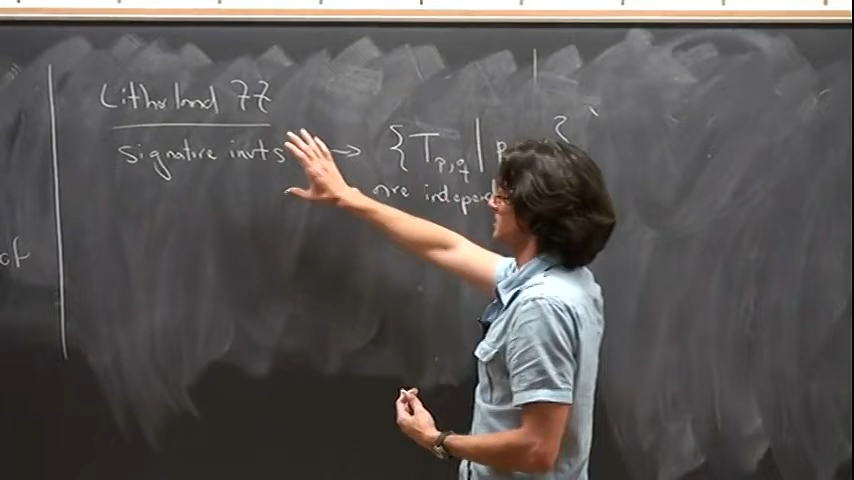 of
Litherland 77
signature invts → { T_{p,q} | p }
are indepen